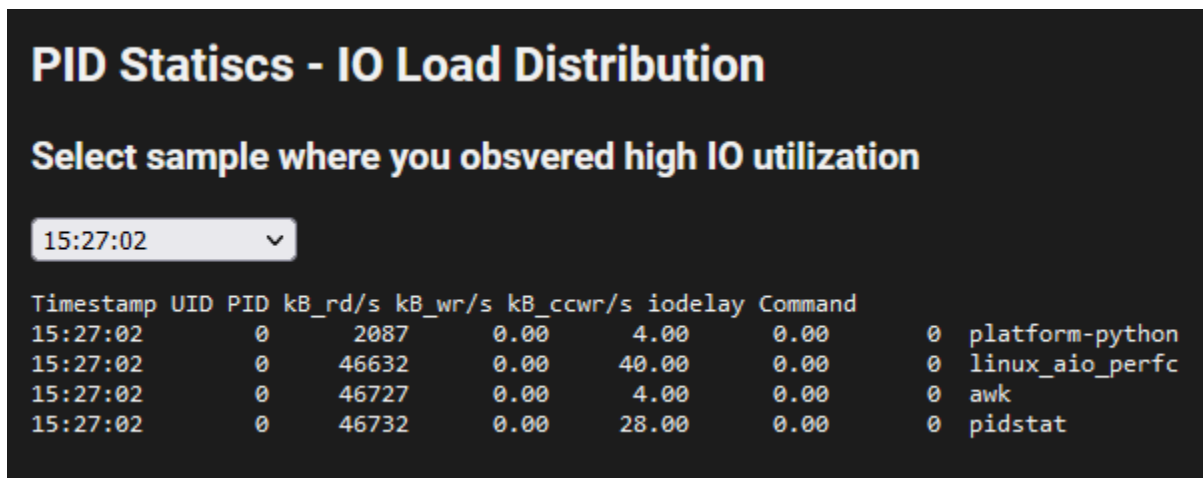 PID Statiscs - IO Load Distribution
Select sample where you obsvered high IO utilization
15:27:02
Timestamp UID PID kB_rd/s kB_wr/s kB_ccwr/s iodelay Command
15:27:02 0 2087 0.00 4.00 0.00 0 platform-python
15:27:02 0 46632 0.00 40.00 0.00 0 linux_aio_perfc
15:27:02 0 46727 0.00 4.00 0.00 0 awk
15:27:02 0 46732 0.00 28.00 0.00 0 pidstat